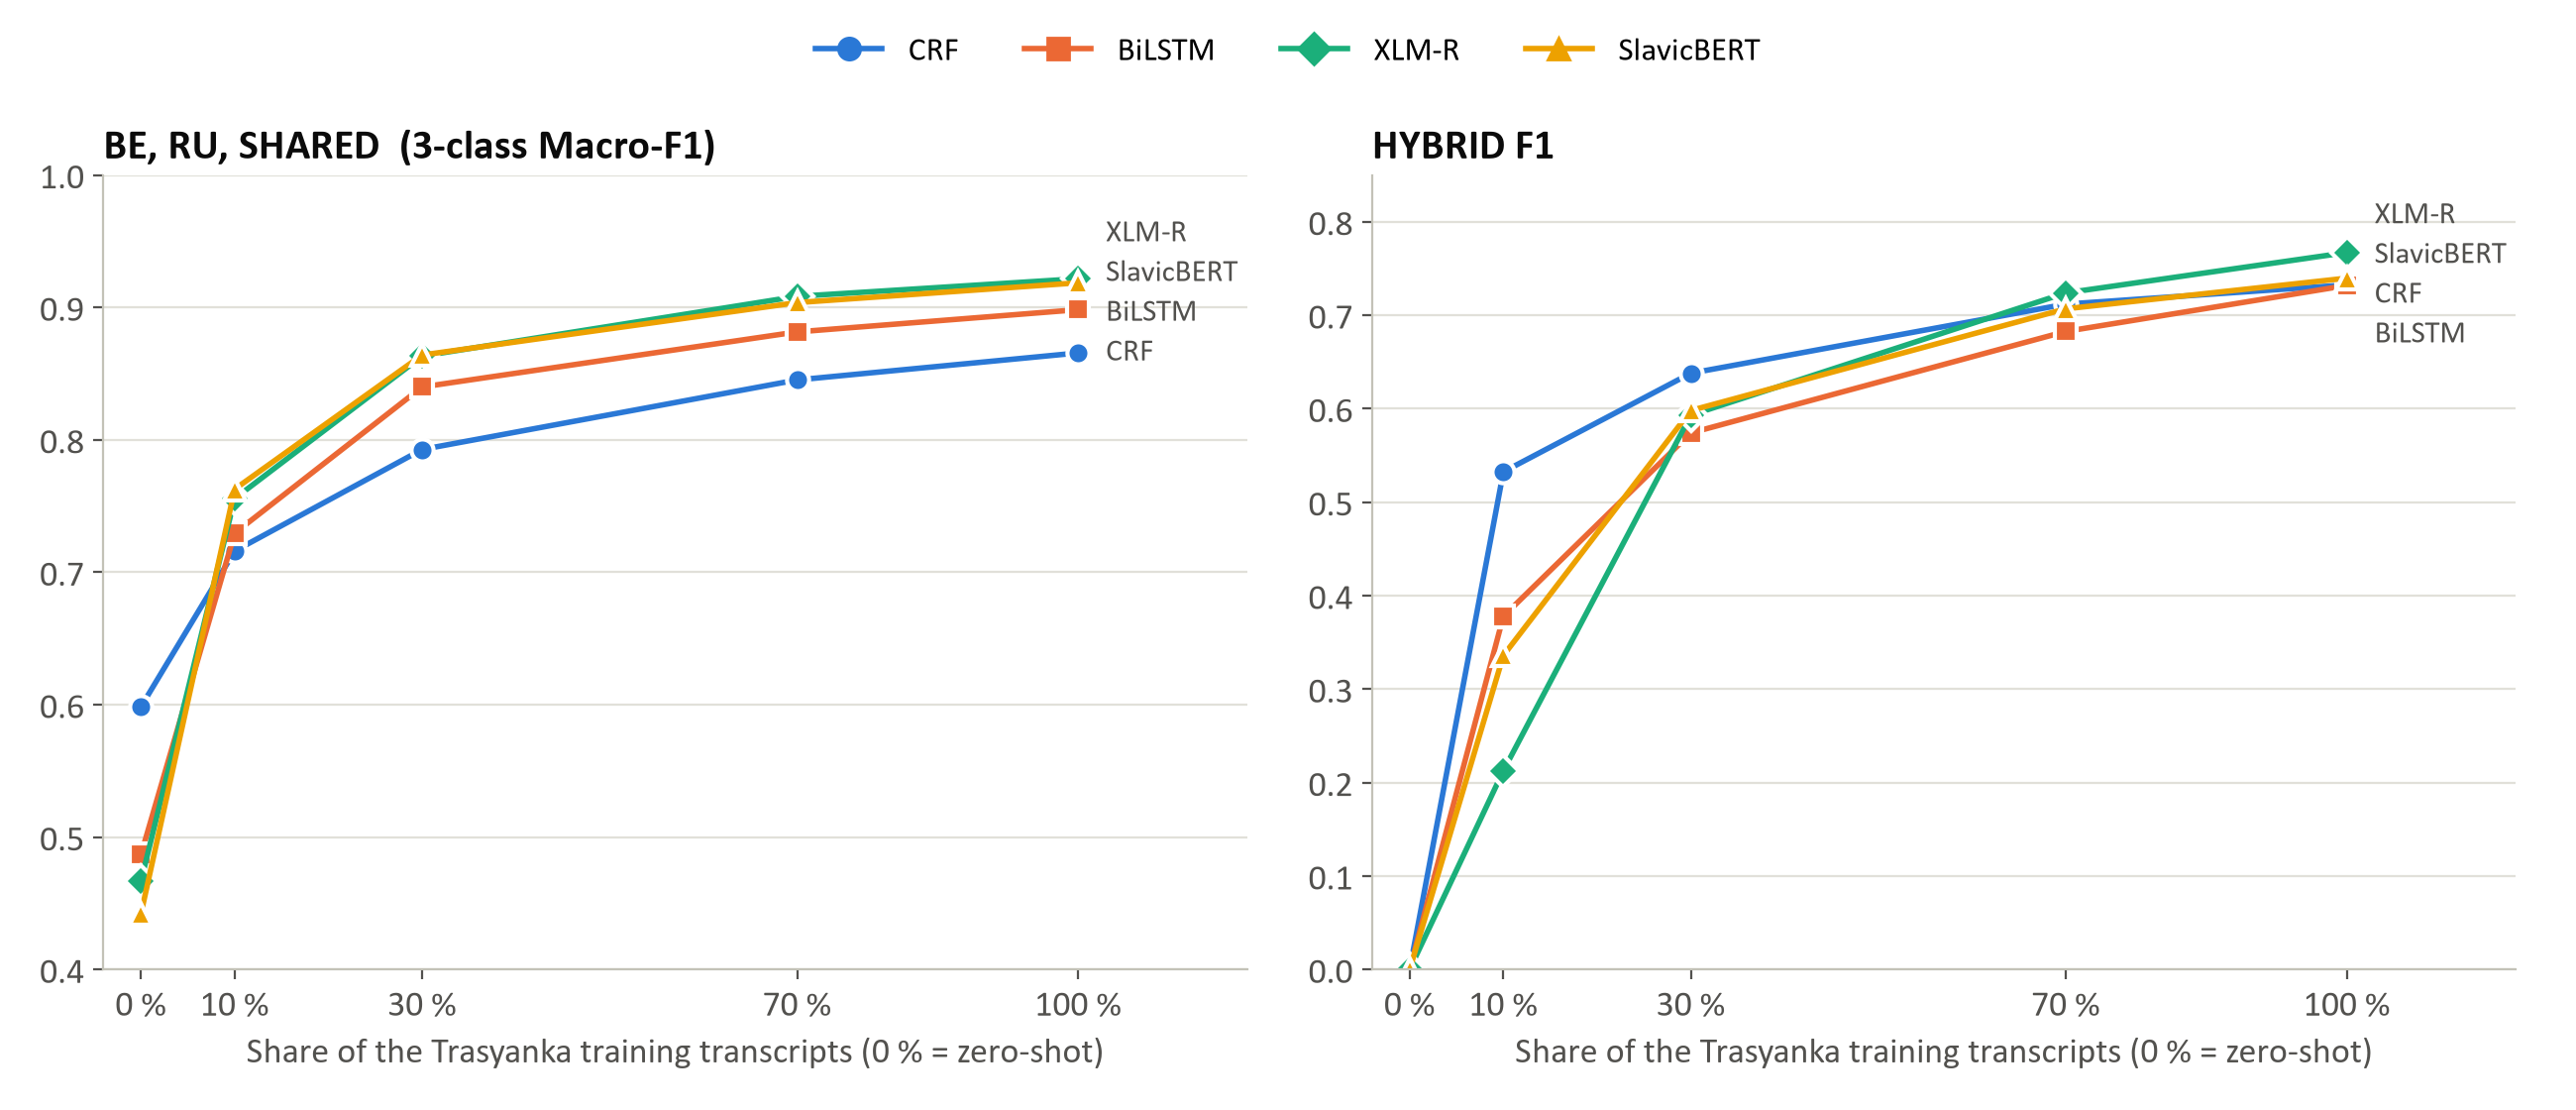 CRF BiLSTM XLM-R SlavicBERT
BE, RU, SHARED (3-class Macro-F1)
1.0
0.9
0.8
0.7
0.6
0.5
0.4
XLM-R
SlavicBERT
BiLSTM
CRF
0 % 10 % 30 % 70 % 100 %
Share of the Trasyanka training transcripts (0 % = zero-shot)
HYBRID F1
0.8
0.7
0.6
0.5
0.4
0.3
0.2
0.1
0.0
XLM-R
SlavicBERT
CRF
BiLSTM
0 % 10 % 30 % 70 % 100 %
Share of the Trasyanka training transcripts (0 % = zero-shot)